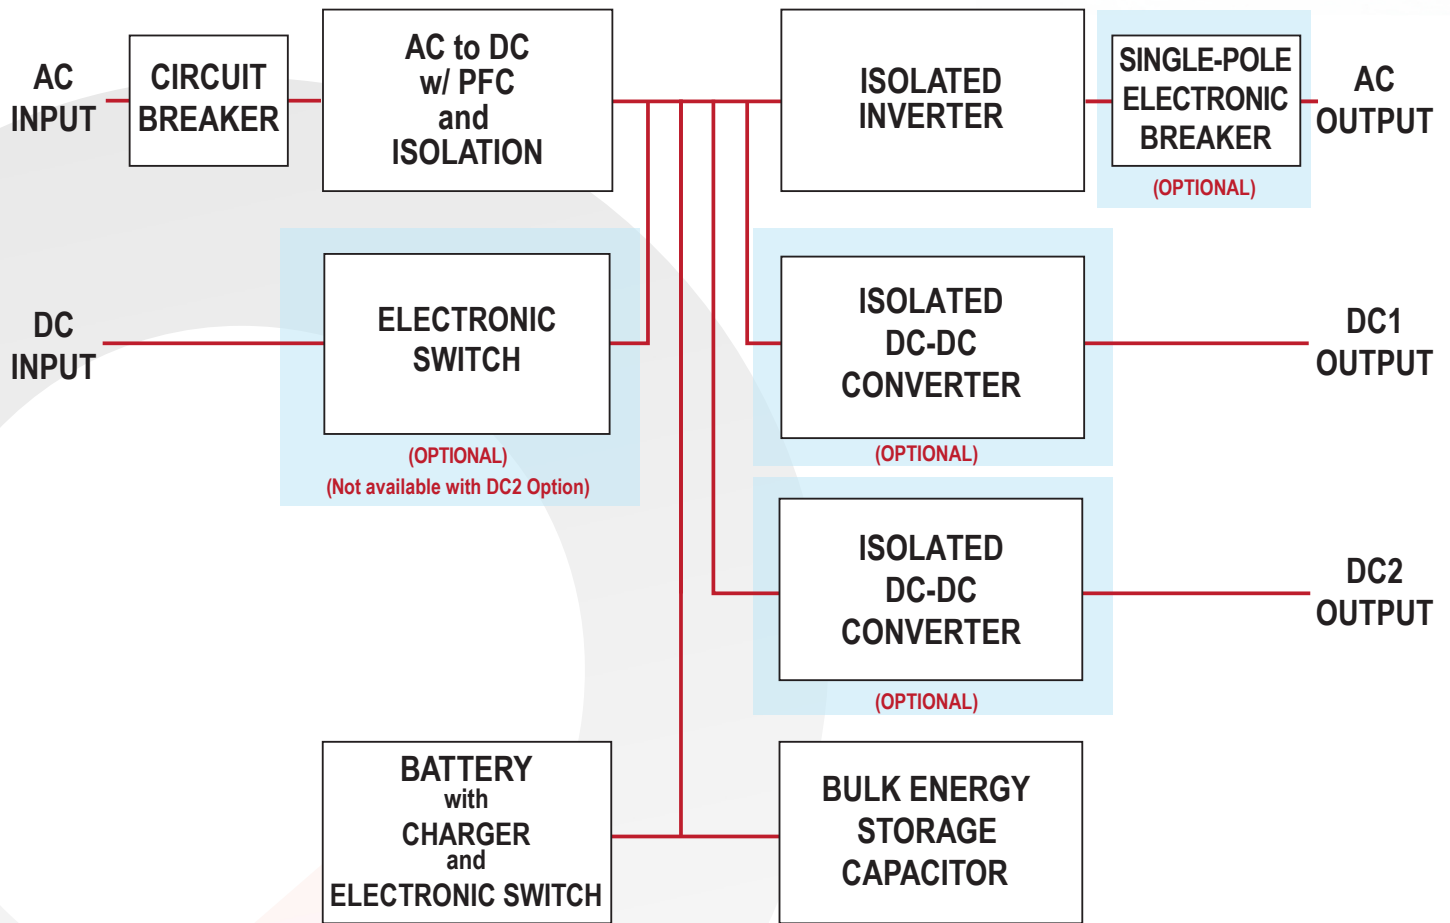 AC
INPUT
CIRCUIT
BREAKER
AC to DC
w/ PFC
and
ISOLATION
ISOLATED
INVERTER
SINGLE-POLE
ELECTRONIC
BREAKER
(OPTIONAL)
AC
OUTPUT
DC
INPUT
ELECTRONIC
SWITCH
(OPTIONAL)
(Not available with DC2 Option)
ISOLATED
DC-DC
CONVERTER
(OPTIONAL)
DC1
OUTPUT
ISOLATED
DC-DC
CONVERTER
(OPTIONAL)
DC2
OUTPUT
BATTERY
with
CHARGER
and
ELECTRONIC SWITCH
BULK ENERGY
STORAGE
CAPACITOR